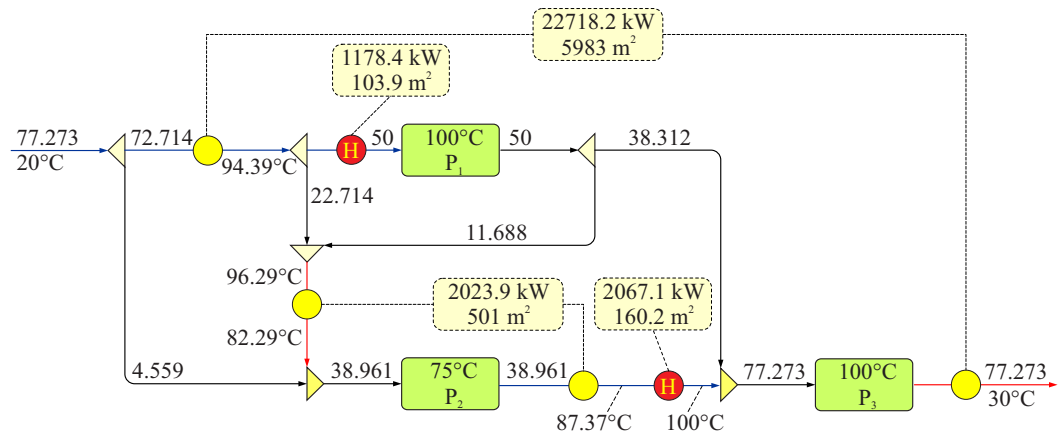 22718.2 kW
5983 m²
1178.4 kW
103.9 m²
77.273
20°C
72.714
94.39°C
H
50
100°C
P₁
50
38.312
22.714
11.688
96.29°C
2023.9 kW
501 m²
2067.1 kW
160.2 m²
82.29°C
4.559
38.961
75°C
P₂
38.961
87.37°C
H
100°C
77.273
100°C
P₃
77.273
30°C